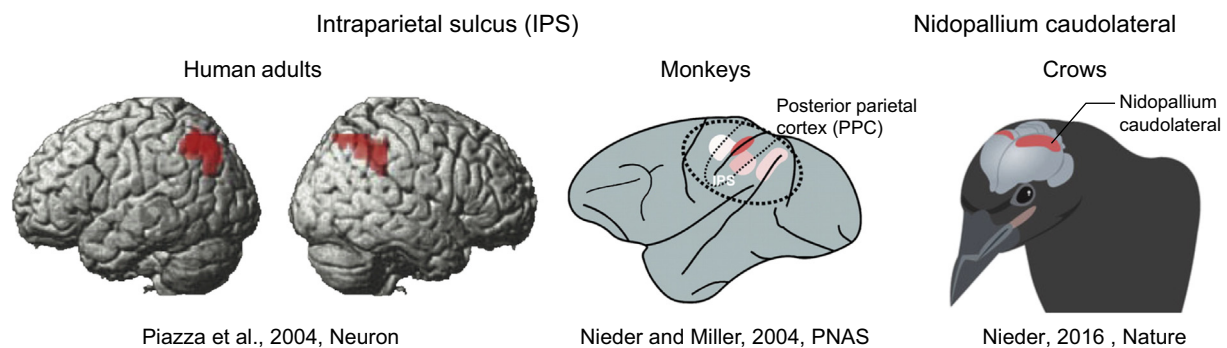 Intraparietal sulcus (IPS)
Nidopallium caudolateral
Human adults
Monkeys
Crows
Posterior parietal
cortex (PPC)
IPS
Nidopallium
caudolateral
Piazza et al., 2004, Neuron
Nieder and Miller, 2004, PNAS
Nieder, 2016 , Nature